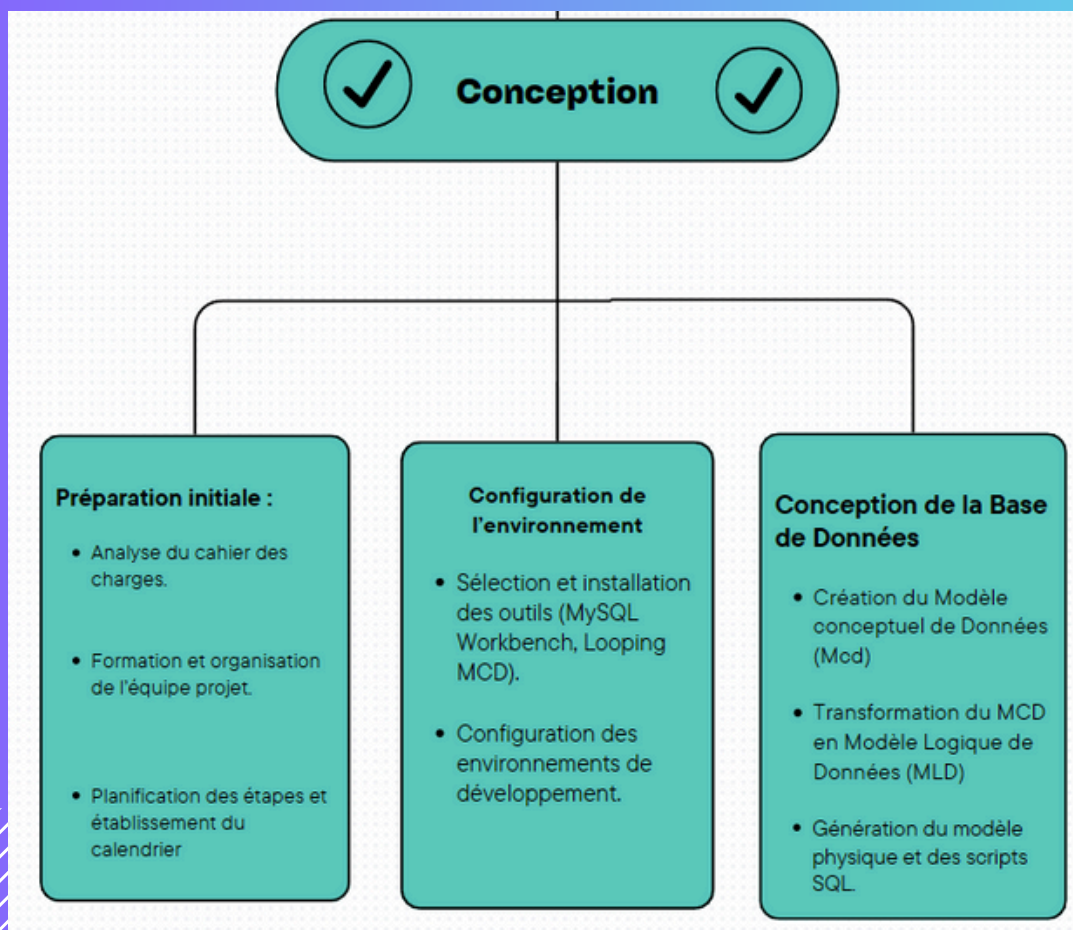 Conception
Préparation initiale :
• Analyse du cahier des
charges.
• Formation et organisation
de l'équipe projet.
• Planification des étapes et
établissement du
calendrier
Configuration de
l'environnement
• Sélection et installation
des outils (MySQL
Workbench, Looping
MCD).
• Configuration des
environnements de
développement.
Conception de la Base
de Données
• Création du Modèle
conceptuel de Données
(Mcd)
• Transformation du MCD
en Modèle Logique de
Données (MLD)
• Génération du modèle
physique et des scripts
SQL.